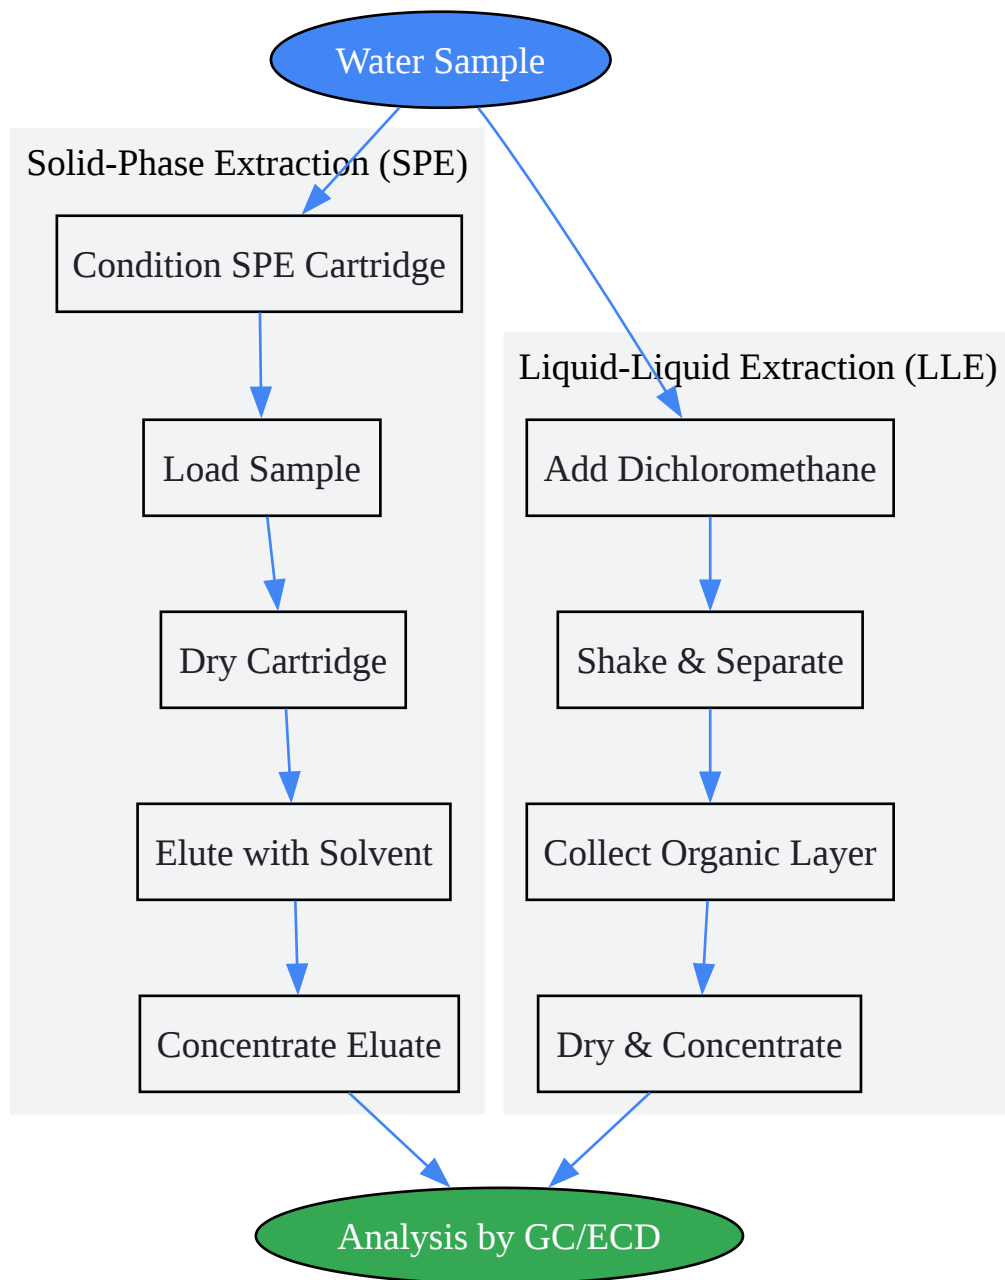 Water Sample
Solid-Phase Extraction (SPE)
Condition SPE Cartridge
Load Sample
Dry Cartridge
Elute with Solvent
Concentrate Eluate
Liquid-Liquid Extraction (LLE)
Add Dichloromethane
Shake & Separate
Collect Organic Layer
Dry & Concentrate
Analysis by GC/ECD